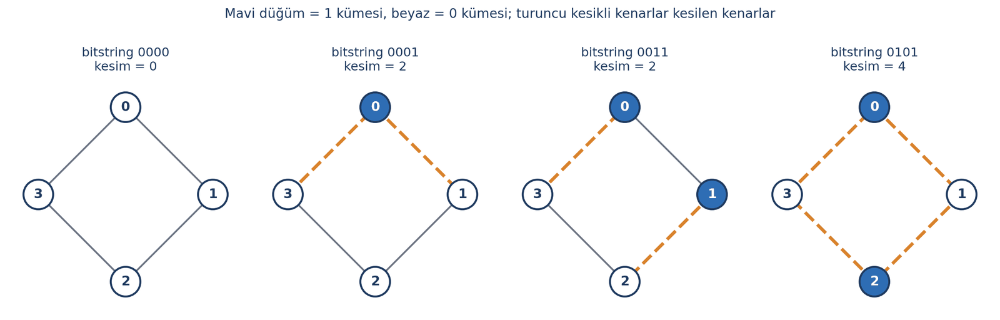 Mavi düğüm = 1 kümesi, beyaz = 0 kümesi; turuncu kesikli kenarlar kesilen kenarlar
bitstring 0000
kesim = 0
0
3
1
2
bitstring 0001
kesim = 2
0
3
1
2
bitstring 0011
kesim = 2
0
3
1
2
bitstring 0101
kesim = 4
0
3
1
2